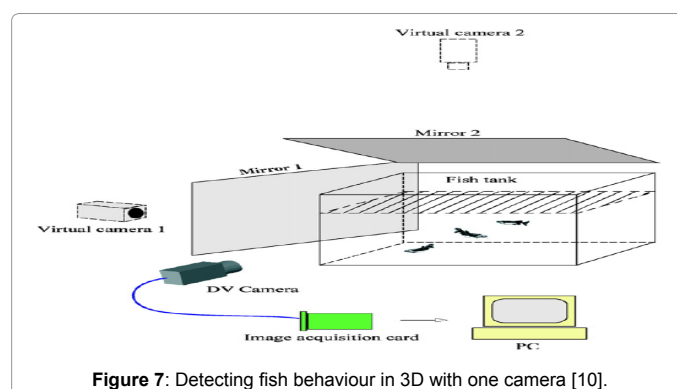 Virtual camera 2
Mirror 2
Mirror 1
Fish tank
Virtual camera 1
DV Camera
Image acquisition card
PC
Figure 7: Detecting fish behaviour in 3D with one camera [10].